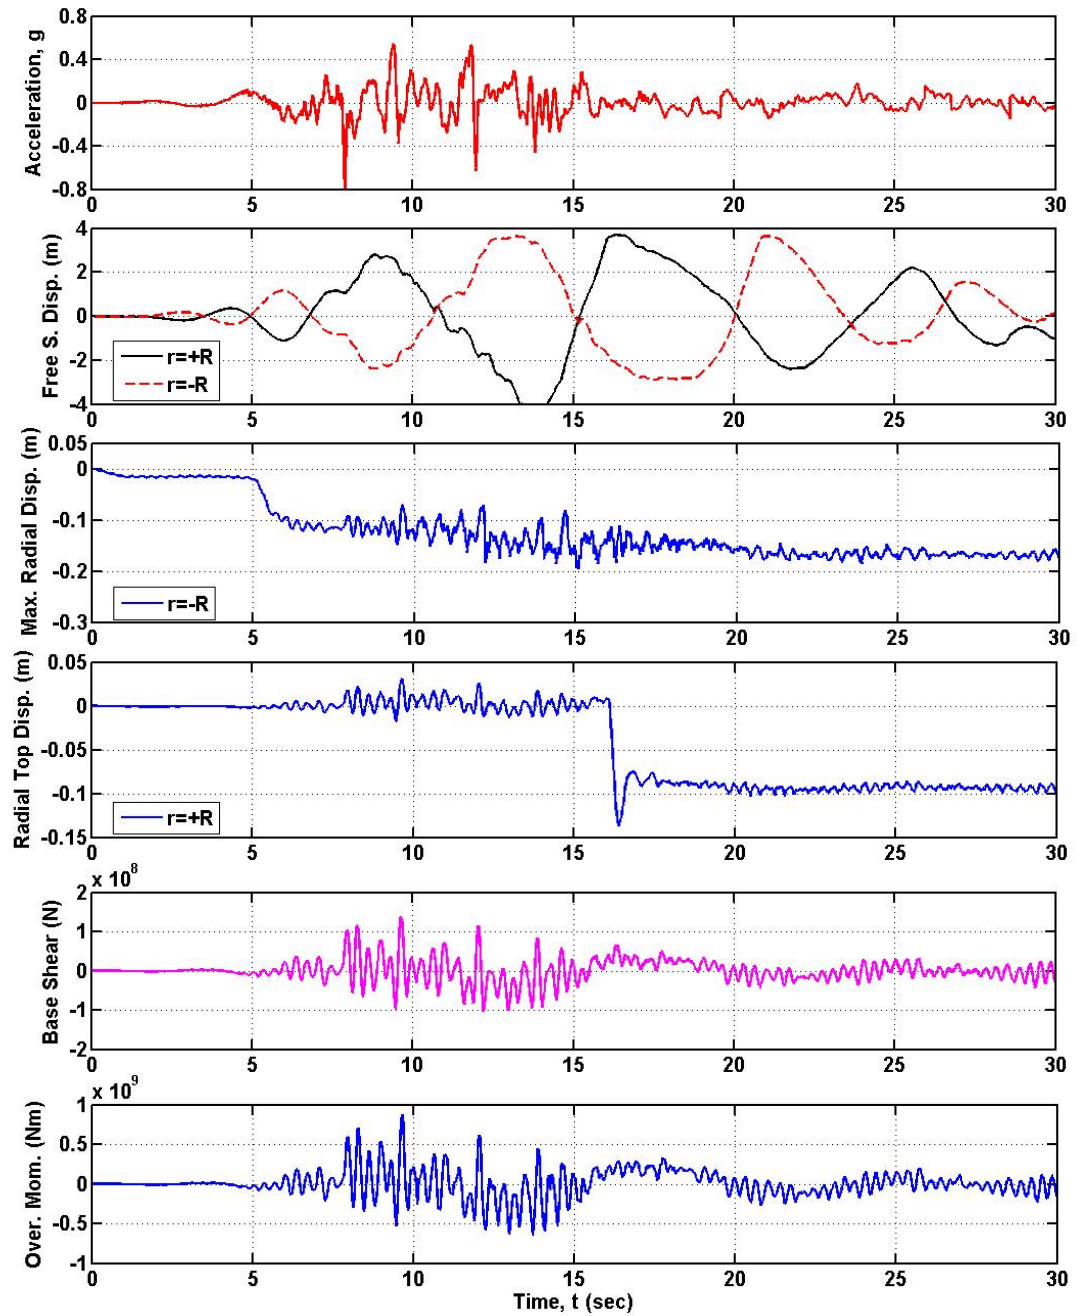 Acceleration, g
0.8
0.4
0
-0.4
-0.8
0 5 10 15 20 25 30
Free S. Disp. (m)
4
2
0
-2
-4
r=+R
r=-R
0 5 10 15 20 25 30
Max. Radial Disp. (m)
0.05
0
-0.1
-0.2
-0.3
r=-R
0 5 10 15 20 25 30
Radial Top Disp. (m)
0.05
0
-0.05
-0.1
-0.15
r=+R
0 5 10 15 20 25 30
x 10⁸
Base Shear (N)
2
1
0
-1
-2
0 5 10 15 20 25 30
x 10⁹
Over. Mom. (Nm)
1
0.5
0
-0.5
-1
0 5 10 15 20 25 30
Time, t (sec)